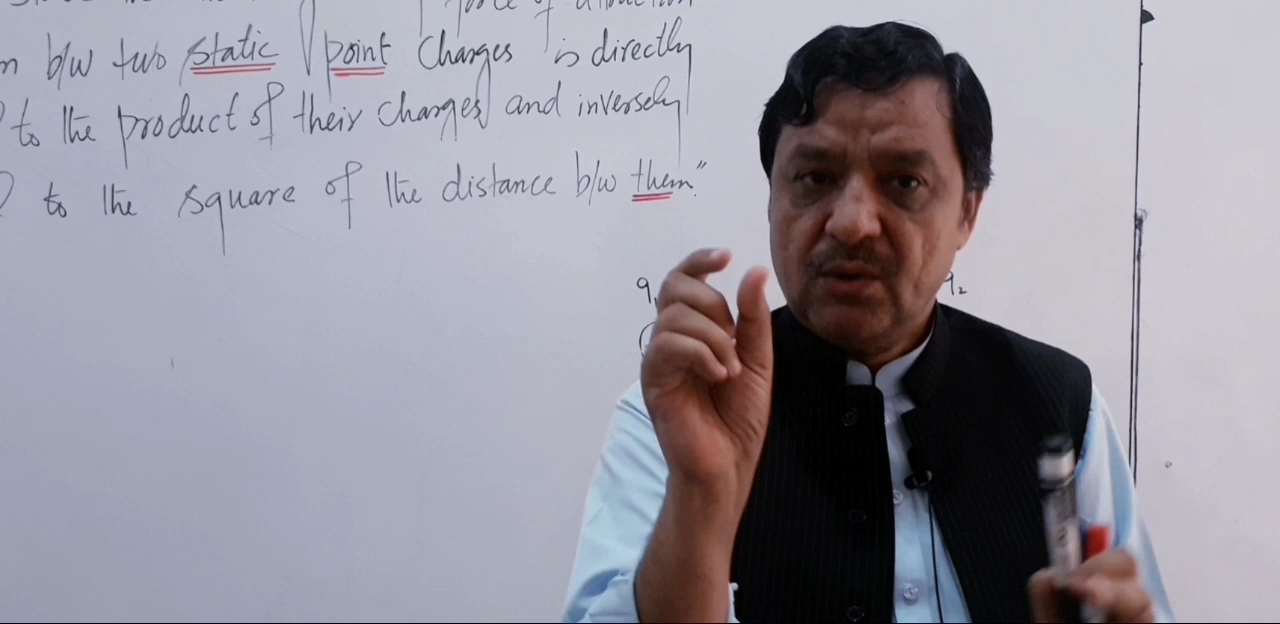 force of attraction
b/w two static point charges is directly
to the product of their charges and inversely
to the square of the distance b/w them."
q₁ q₂